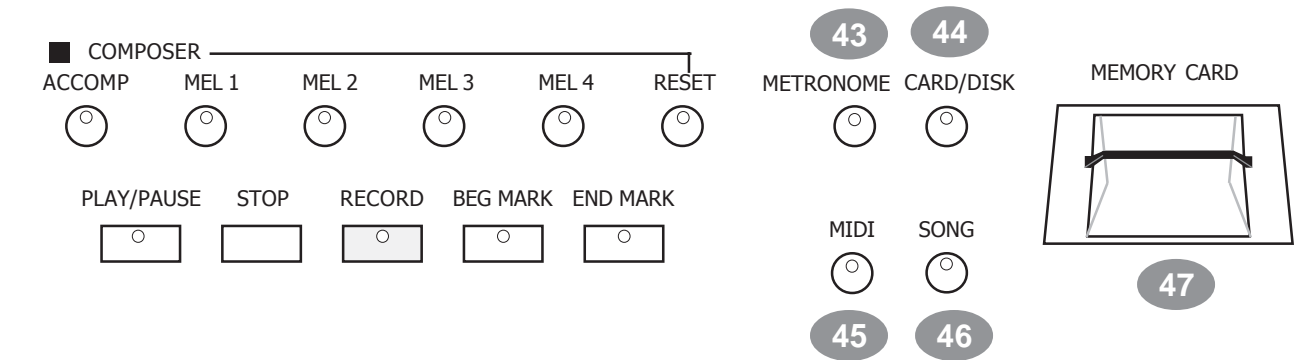 43 44
COMPOSER
MEMORY CARD
ACCOMP MEL 1 MEL 2 MEL 3 MEL 4 RESET METRONOME CARD/DISK
PLAY/PAUSE STOP RECORD BEG MARK END MARK
MIDI SONG
47
45 46